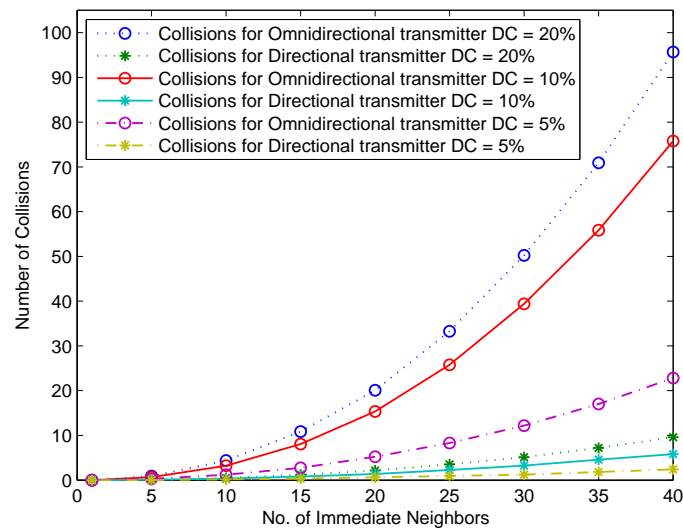 100
90
80
70
60
50
40
30
20
10
0
Number of Collisions
Collisions for Omnidirectional transmitter DC = 20%
Collisions for Directional transmitter DC = 20%
Collisions for Omnidirectional transmitter DC = 10%
Collisions for Directional transmitter DC = 10%
Collisions for Omnidirectional transmitter DC = 5%
Collisions for Directional transmitter DC = 5%
0 5 10 15 20 25 30 35 40
No. of Immediate Neighbors